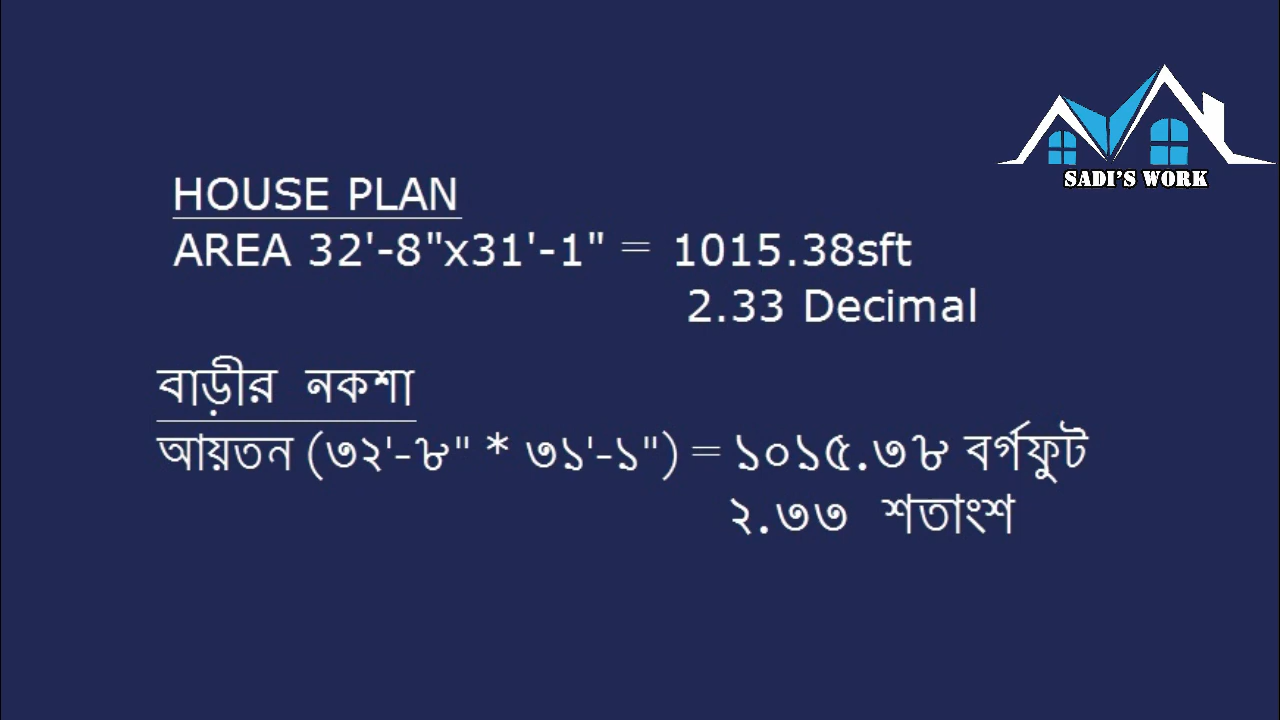 SADI'S WORK
HOUSE PLAN
AREA 32'-8"x31'-1" = 1015.38sft
2.33 Decimal
বাড়ীর নকশা
আয়তন (৩২'-৮" * ৩১'-১") = ১০১৫.৩৮ বর্গফুট
২.৩৩ শতাংশ